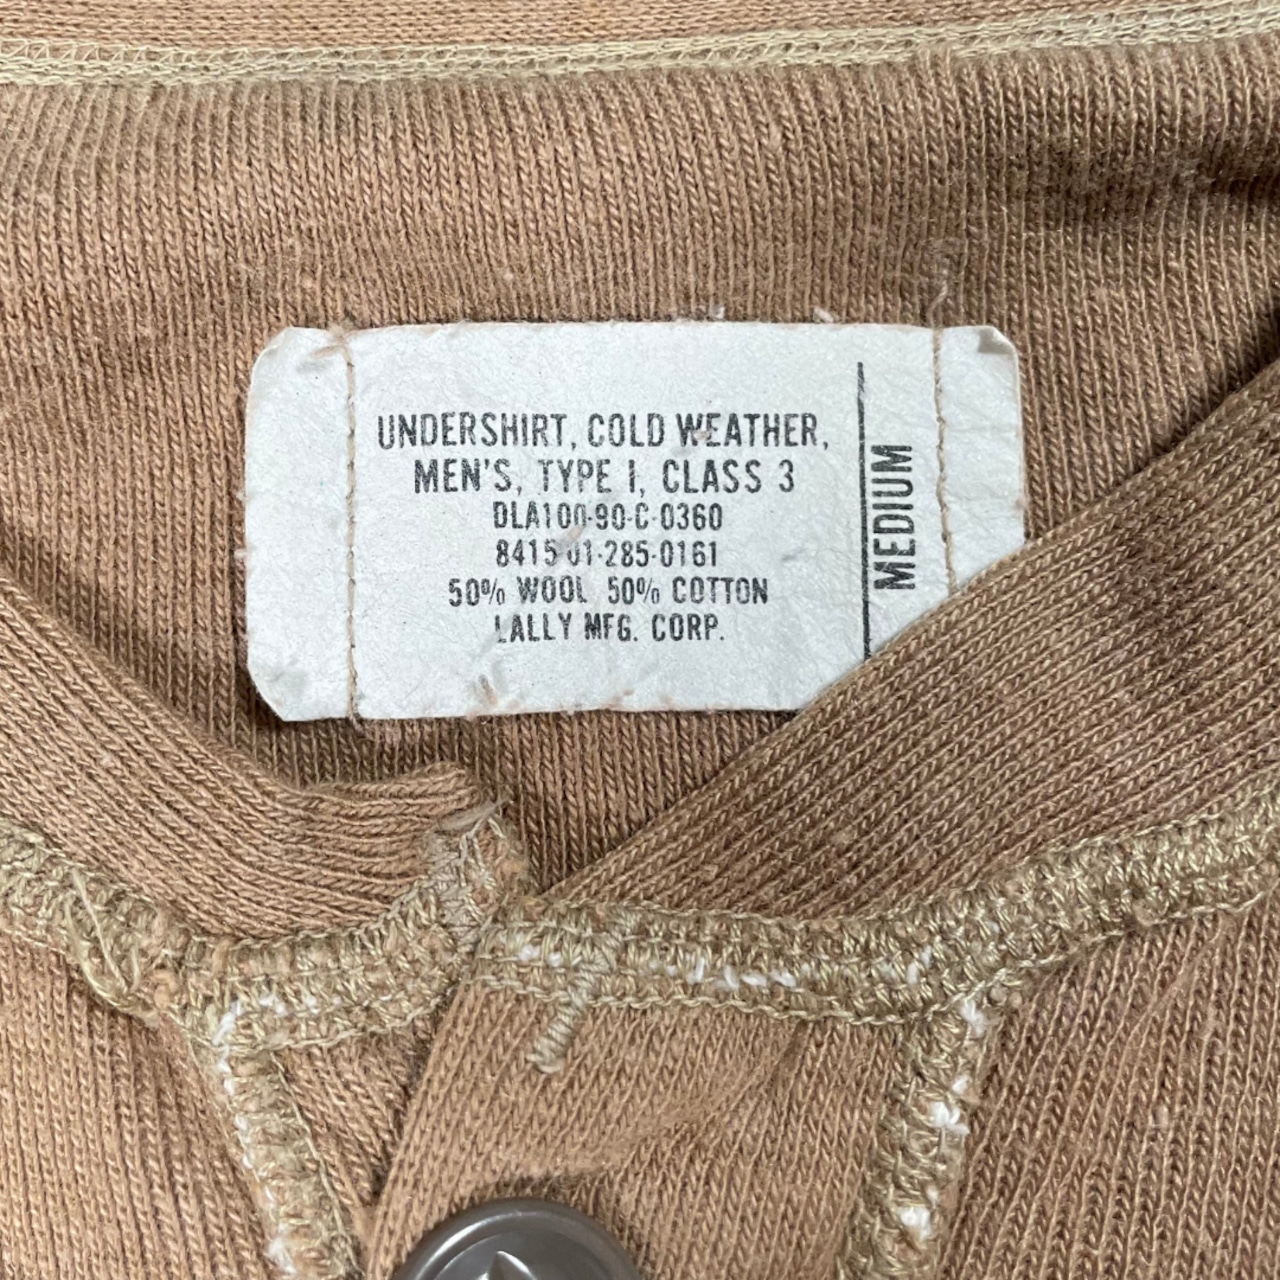 UNDERSHIRT, COLD WEATHER,
MEN'S, TYPE I, CLASS 3
DLA100-90-C-0360
8415-01-285-0161
50% WOOL 50% COTTON
LALLY MFG. CORP.
MEDIUM